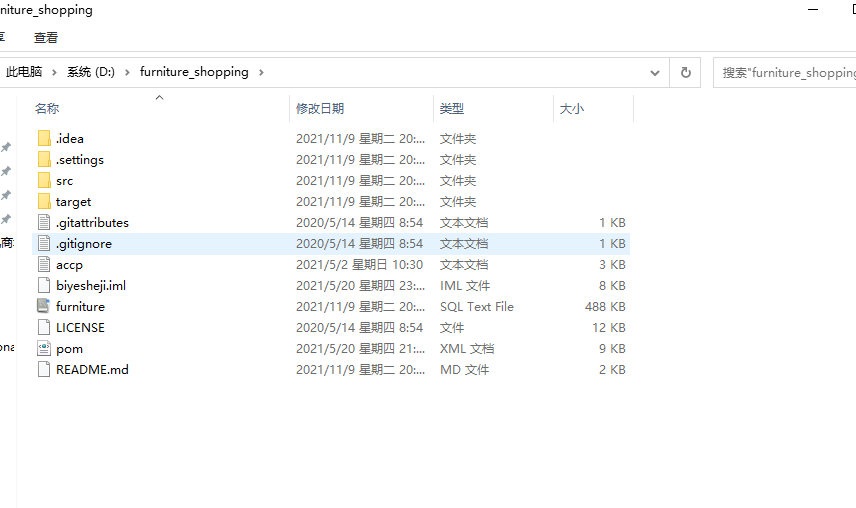 niture_shopping
享 查看
此电脑 › 系统 (D:) › furniture_shopping › 搜索"furniture_shopping
名称 修改日期 类型 大小
.idea 2021/11/9 星期二 20:... 文件夹
.settings 2021/11/9 星期二 20:... 文件夹
src 2021/11/9 星期二 20:... 文件夹
target 2021/11/9 星期二 20:... 文件夹
.gitattributes 2020/5/14 星期四 8:54 文本文档 1 KB
商 .gitignore 2020/5/14 星期四 8:54 文本文档 1 KB
accp 2021/5/2 星期日 10:30 文本文档 3 KB
biyesheji.iml 2021/5/20 星期四 23:... IML 文件 8 KB
furniture 2021/11/9 星期二 20:... SQL Text File 488 KB
LICENSE 2020/5/14 星期四 8:54 文件 12 KB
ona pom 2021/5/20 星期四 21:... XML 文档 9 KB
README.md 2021/11/9 星期二 20:... MD 文件 2 KB